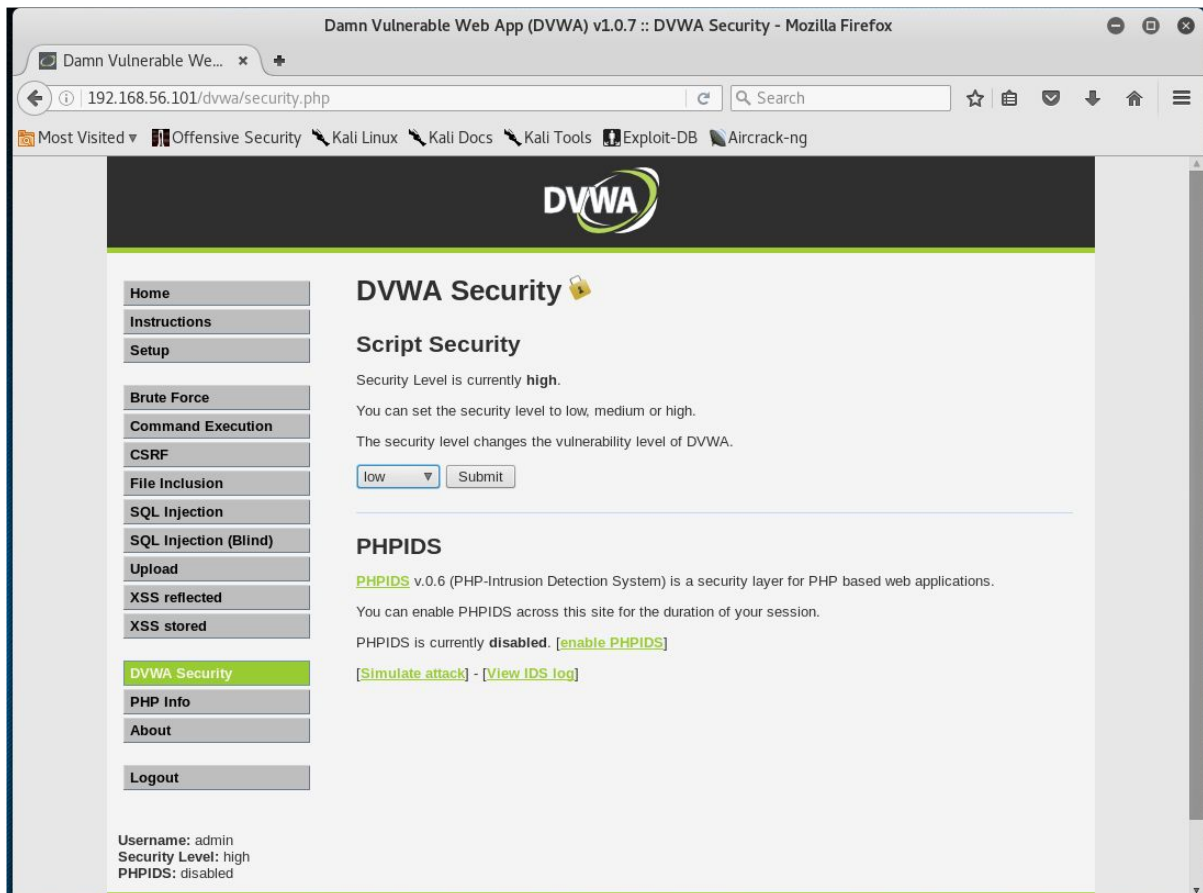 Damn Vulnerable Web App (DVWA) v1.0.7 :: DVWA Security - Mozilla Firefox
Damn Vulnerable We...
192.168.56.101/dvwa/security.php
Search
Most Visited Offensive Security Kali Linux Kali Docs Kali Tools Exploit-DB Aircrack-ng
DVWA
Home
Instructions
Setup
Brute Force
Command Execution
CSRF
File Inclusion
SQL Injection
SQL Injection (Blind)
Upload
XSS reflected
XSS stored
DVWA Security
PHP Info
About
Logout
Username: admin
Security Level: high
PHPIDS: disabled
DVWA Security
Script Security
Security Level is currently high.
You can set the security level to low, medium or high.
The security level changes the vulnerability level of DVWA.
low Submit
PHPIDS
PHPIDS v.0.6 (PHP-Intrusion Detection System) is a security layer for PHP based web applications.
You can enable PHPIDS across this site for the duration of your session.
PHPIDS is currently disabled. [enable PHPIDS]
[Simulate attack] - [View IDS log]